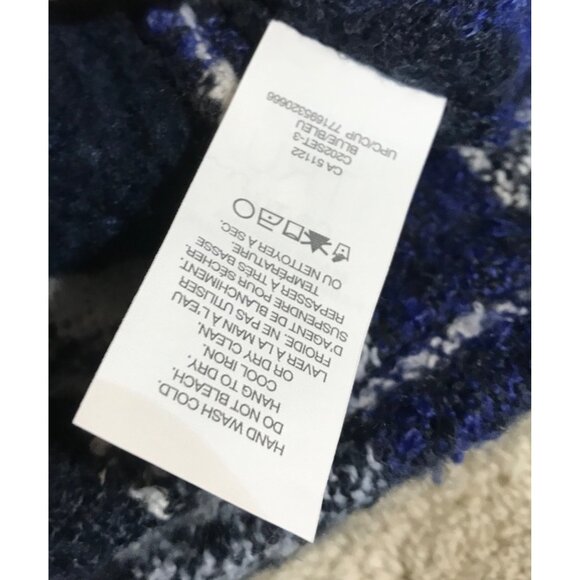 HAND WASH COLD.
DO NOT BLEACH.
HANG TO DRY.
COOL IRON.
OR DRY CLEAN.
LAVER À LA MAIN À L'EAU
FROIDE. NE PAS UTILISER
D'AGENT DE BLANCHIMENT.
SUSPENDRE POUR SÉCHER.
REPASSER À TRÈS BASSE
TEMPÉRATURE.
OU NETTOYER À SEC.
CA 51122
C202SET-3
BLUE/BLEU
UPC/CUP 771695320666